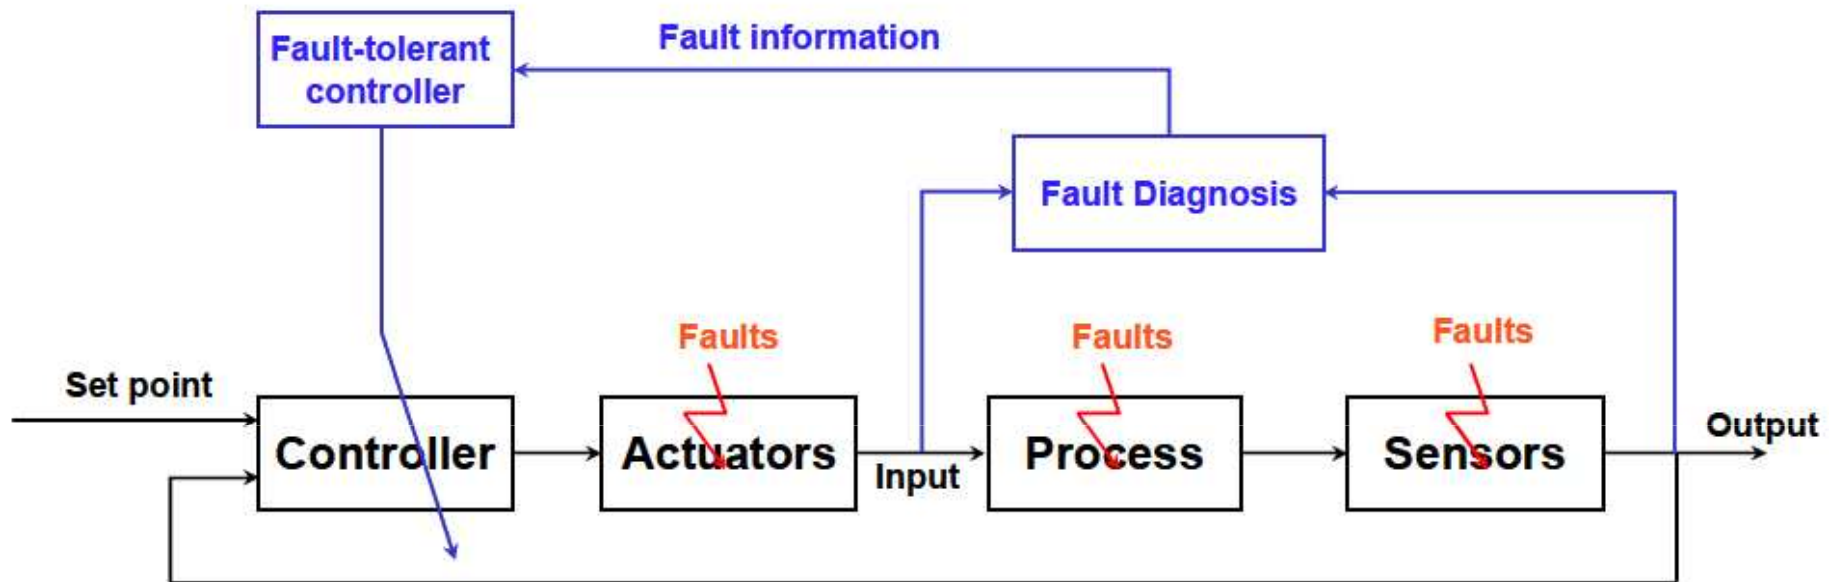 Fault-tolerant
controller
Fault information
Fault Diagnosis
Faults
Faults
Faults
Set point
Controller
Actuators
Input
Process
Sensors
Output